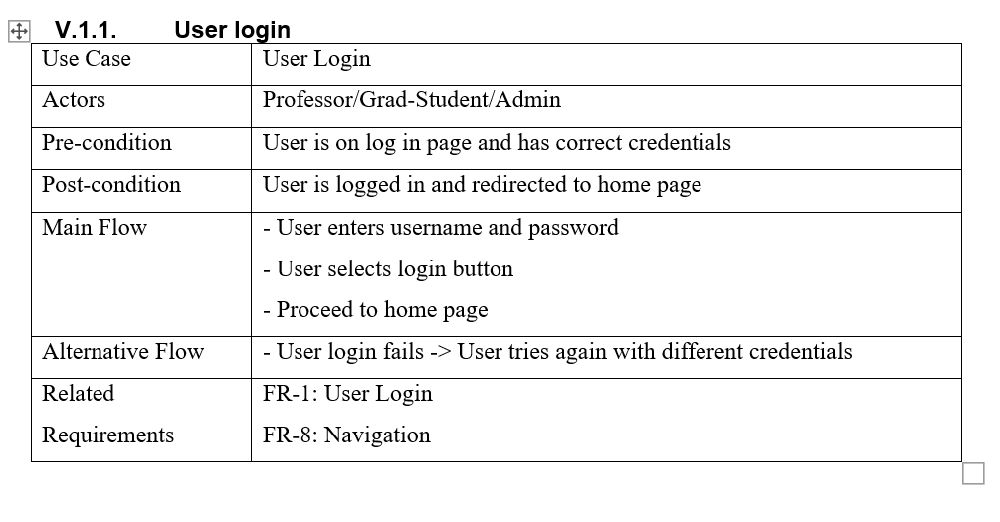 V.1.1. User login
Use Case User Login
Actors Professor/Grad-Student/Admin
Pre-condition User is on log in page and has correct credentials
Post-condition User is logged in and redirected to home page
Main Flow - User enters username and password
- User selects login button
- Proceed to home page
Alternative Flow - User login fails -> User tries again with different credentials
Related FR-1: User Login
Requirements FR-8: Navigation